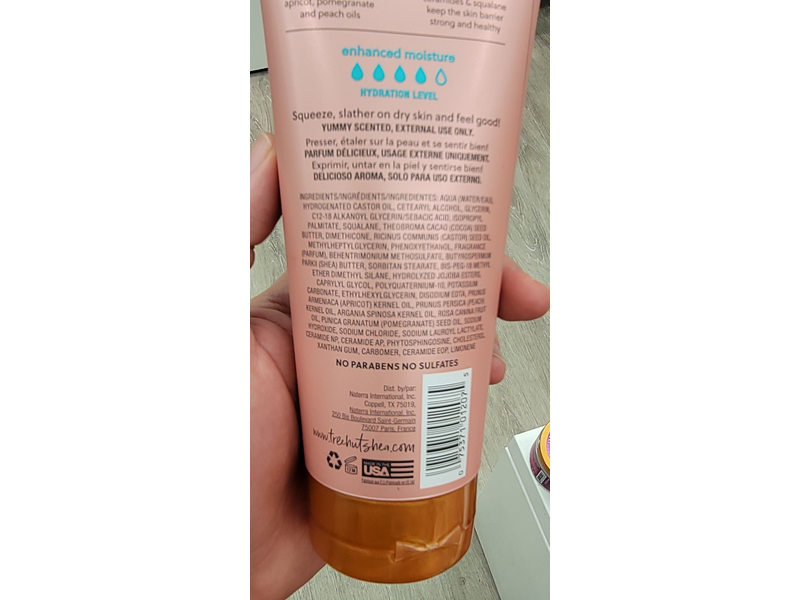 apricot, pomegranate
and peach oils
ceramides & squalane
keep the skin barrier
strong and healthy
enhanced moisture
HYDRATION LEVEL
Squeeze, slather on dry skin and feel good!
YUMMY SCENTED, EXTERNAL USE ONLY.
Presser, étaler sur la peau et se sentir bien!
PARFUM DÉLICIEUX, USAGE EXTERNE UNIQUEMENT.
Exprimir, untar en la piel y sentirse bien!
DELICIOSO AROMA, SOLO PARA USO EXTERNO.
INGREDIENTS/INGRÉDIENTS/INGREDIENTES: AQUA (WATER/EAU),
HYDROGENATED CASTOR OIL, CETEARYL ALCOHOL, GLYCERIN,
C12-18 ALKANOYL GLYCERIN/SEBACIC ACID, ISOPROPYL
PALMITATE, SQUALANE, THEOBROMA CACAO (COCOA) SEED
BUTTER, DIMETHICONE, RICINUS COMMUNIS (CASTOR) SEED OIL,
METHYLHEPTYLGLYCERIN, PHENOXYETHANOL, FRAGRANCE
(PARFUM), BEHENTRIMONIUM METHOSULFATE, BUTYROSPERMUM
PARKII (SHEA) BUTTER, SORBITAN STEARATE, BIS-PEG-18 METHYL
ETHER DIMETHYL SILANE, HYDROLYZED JOJOBA ESTERS,
CAPRYLYL GLYCOL, POLYQUATERNIUM-10, POTASSIUM
CARBONATE, ETHYLHEXYLGLYCERIN, DISODIUM EDTA, PRUNUS
ARMENIACA (APRICOT) KERNEL OIL, PRUNUS PERSICA (PEACH)
KERNEL OIL, ARGANIA SPINOSA KERNEL OIL, ROSA CANINA FRUIT
OIL, PUNICA GRANATUM (POMEGRANATE) SEED OIL, SODIUM
HYDROXIDE, SODIUM CHLORIDE, SODIUM LAUROYL LACTYLATE,
CERAMIDE NP, CERAMIDE AP, PHYTOSPHINGOSINE, CHOLESTEROL,
XANTHAN GUM, CARBOMER, CERAMIDE EOP, LIMONENE
NO PARABENS NO SULFATES
Dist. by/par:
Naterra International, Inc.
Coppell, TX 75019,
Naterra International, Inc.
250 Bis Boulevard Saint-Germain
75007 Paris, France
www.treehutshea.com
MADE IN THE
USA
0 75371 01207 5